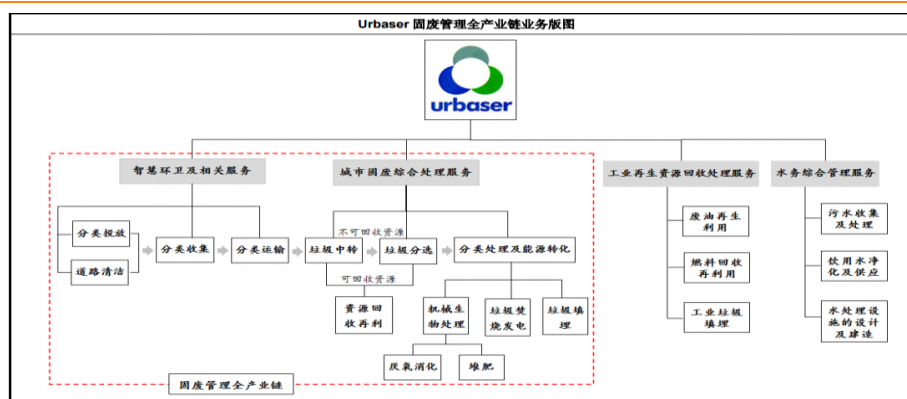 Urbaser 固废管理全产业链业务版图
urbaser
智慧环卫及相关服务
城市固废综合处理服务
工业再生资源回收处理服务
水务综合管理服务
分类投放
道路清洁
分类收集
分类运输
不可回收资源
垃圾中转
垃圾分选
可回收资源
分类处理及能源转化
资源回
收再利
机械生
物处理
垃圾焚
烧发电
垃圾填
埋
厌氧消化
堆肥
废油再生
利用
燃料回收
再利用
工业垃圾
填埋
污水收集
及处理
饮用水净
化及供应
水处理设
施的设计
及建造
固废管理全产业链